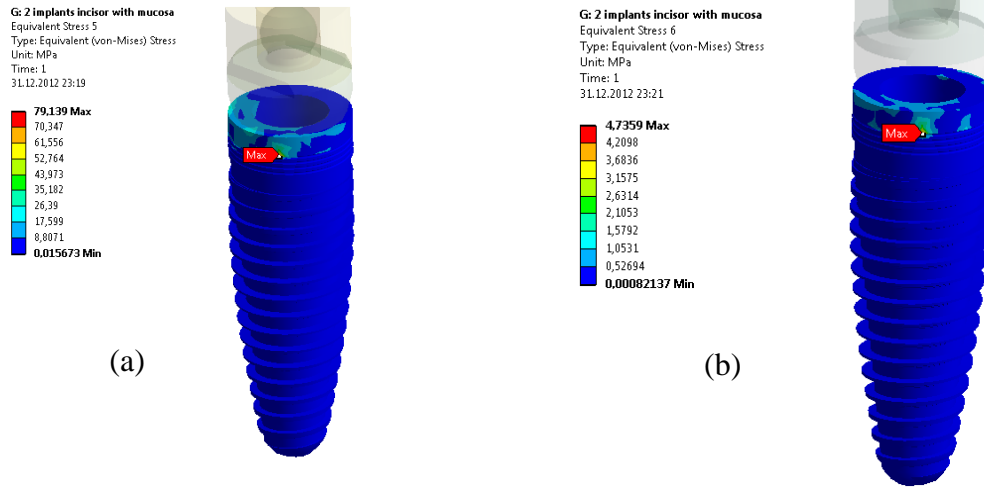 G: 2 implants incisor with mucosa
Equivalent Stress 5
Type: Equivalent (von-Mises) Stress
Unit: MPa
Time: 1
31.12.2012 23:19
79,139 Max
70,347
61,556
52,764
43,973
35,182
26,39
17,599
8,8071
0,015673 Min
Max
(a)
G: 2 implants incisor with mucosa
Equivalent Stress 6
Type: Equivalent (von-Mises) Stress
Unit: MPa
Time: 1
31.12.2012 23:21
4,7359 Max
4,2098
3,6836
3,1575
2,6314
2,1053
1,5792
1,0531
0,52694
0,00082137 Min
Max
(b)